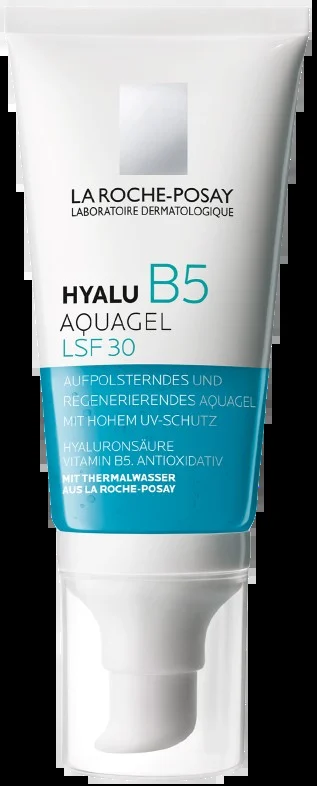 LA ROCHE-POSAY
LABORATOIRE DERMATOLOGIQUE
HYALU B5
AQUAGEL
LSF 30
AUFPOLSTERNDES UND
REGENERIERENDES AQUAGEL
MIT HOHEM UV-SCHUTZ
HYALURONSÄURE
VITAMIN B5. ANTIOXIDATIV
MIT THERMALWASSER
AUS LA ROCHE-POSAY